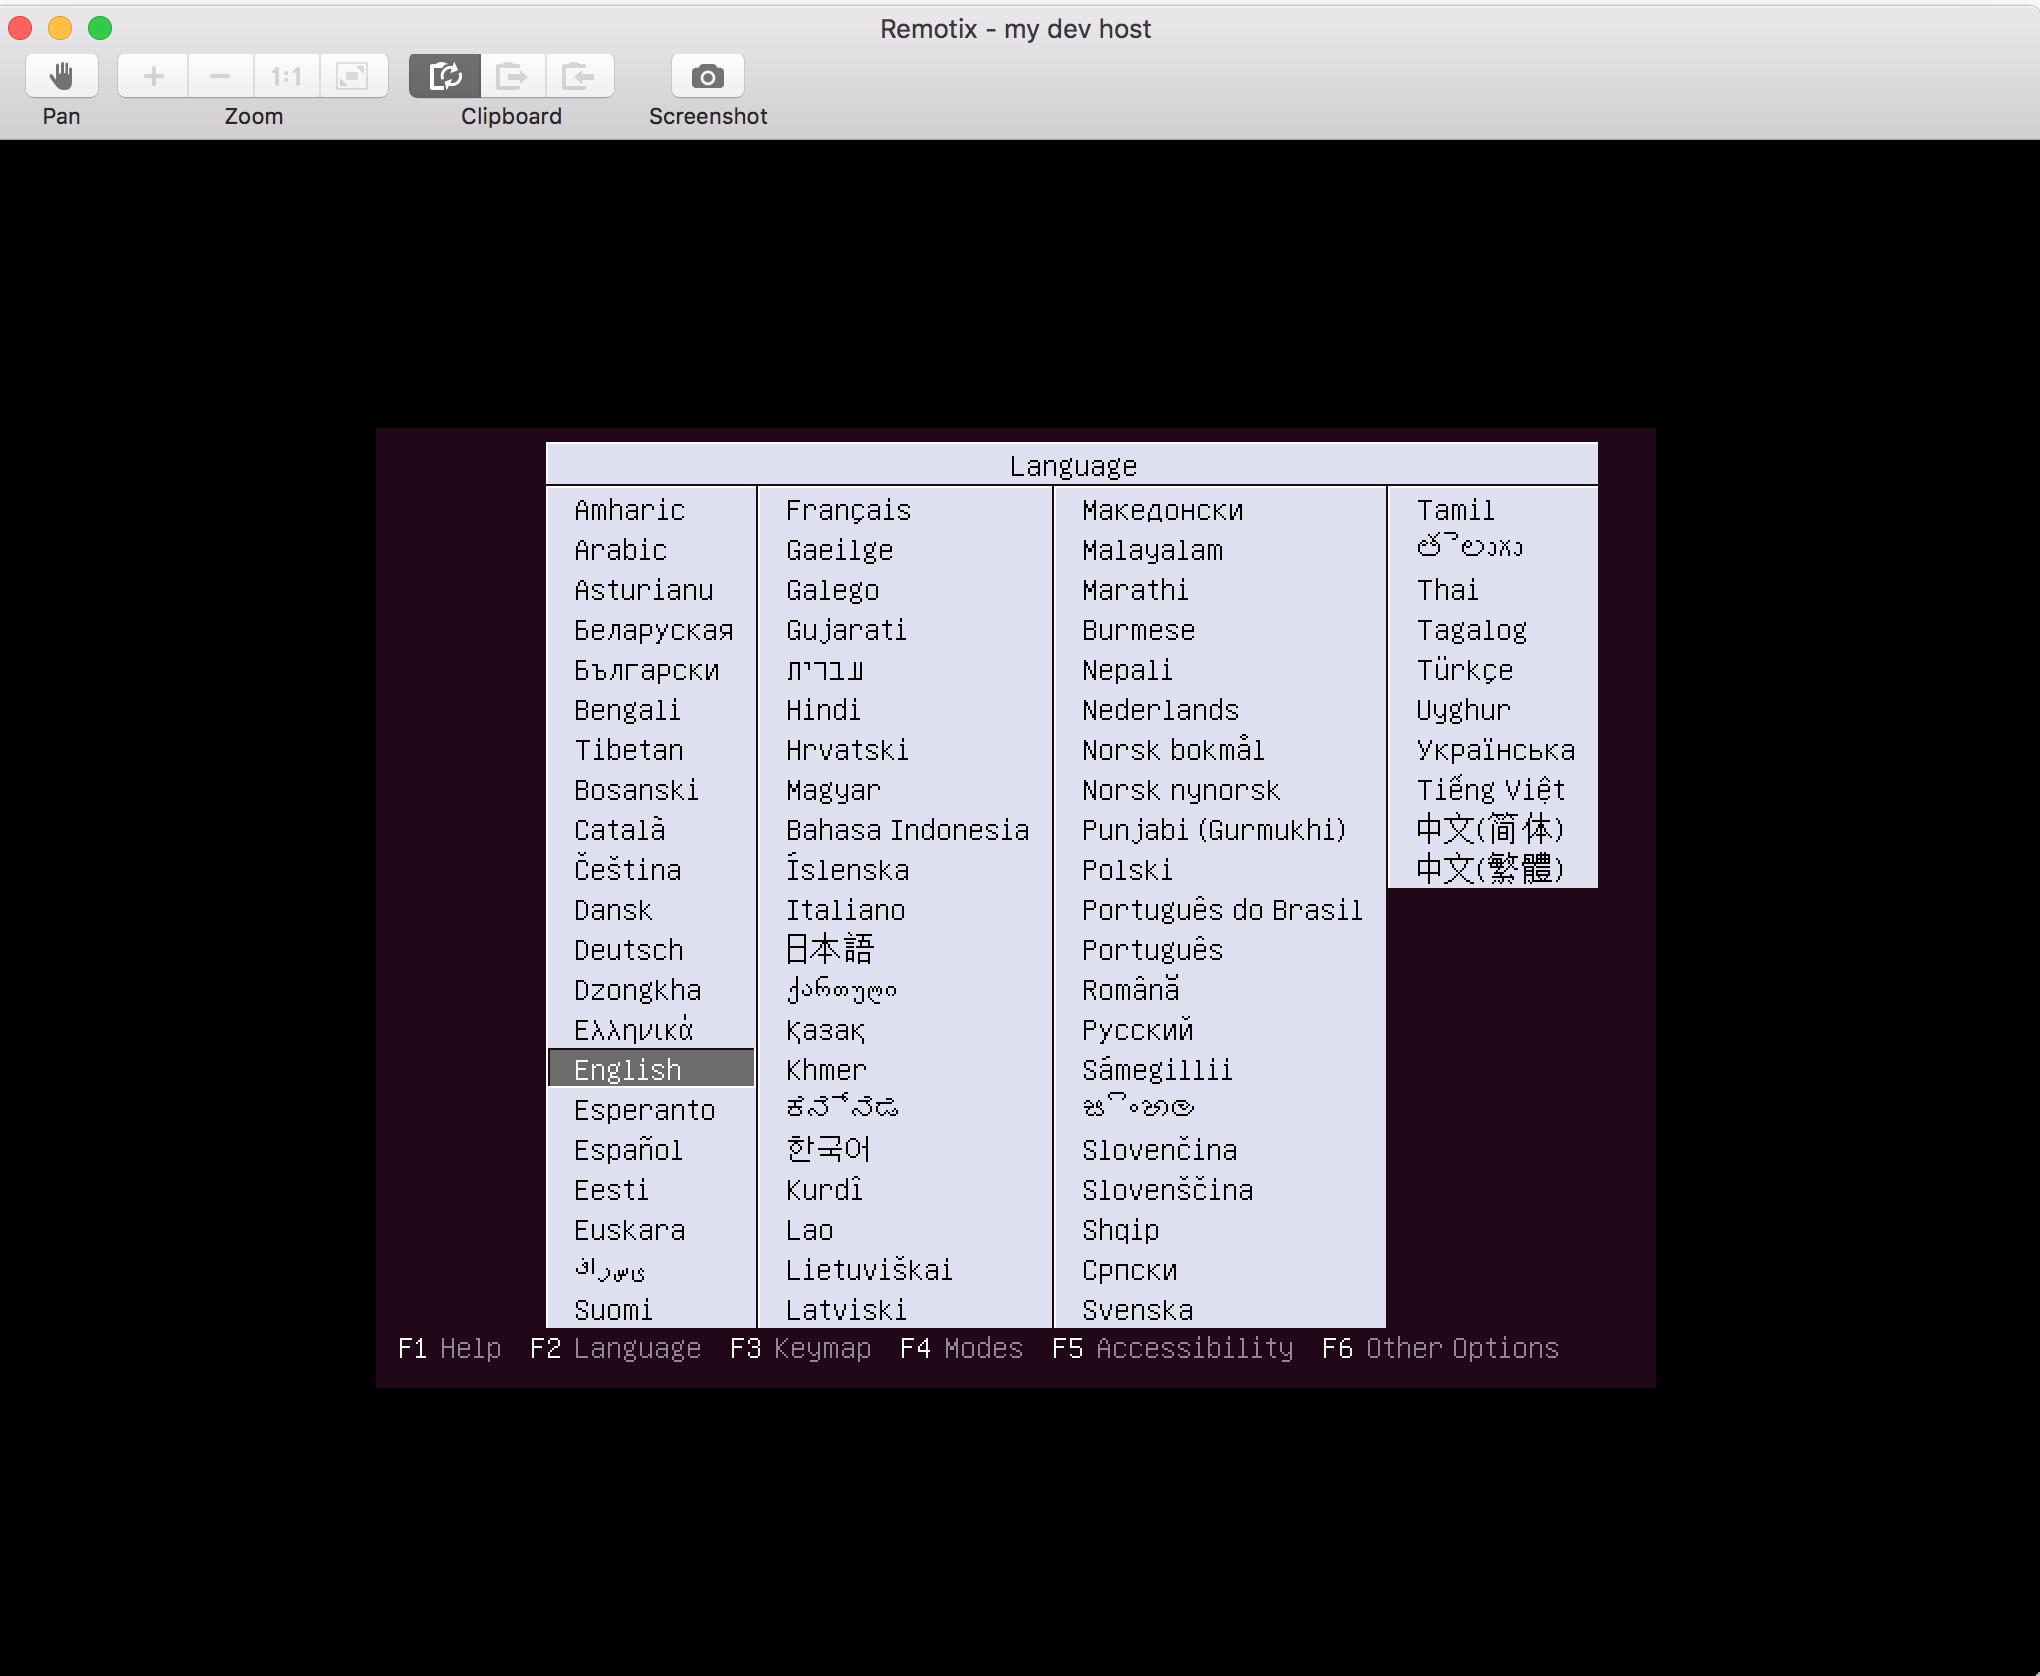 Remotix - my dev host
1:1
Pan
Zoom
Clipboard
Screenshot
Language
Amharic
Arabic
Asturianu
Беларуская
Български
Bengali
Tibetan
Bosanski
Català
Čeština
Dansk
Deutsch
Dzongkha
Ελληνικά
English
Esperanto
Español
Eesti
Euskara
ﻑﺍﺭﺱﯼ
Suomi
Français
Gaeilge
Galego
Gujarati
עברית
Hindi
Hrvatski
Magyar
Bahasa Indonesia
Íslenska
Italiano
日本語
ქართული
Қазақ
Khmer
ಕನ್ನಡ
한국어
Kurdî
Lao
Lietuviškai
Latviski
Македонски
Malayalam
Marathi
Burmese
Nepali
Nederlands
Norsk bokmål
Norsk nynorsk
Punjabi (Gurmukhi)
Polski
Português do Brasil
Português
Română
Русский
Sámegillii
සිංහල
Slovenčina
Slovenščina
Shqip
Српски
Svenska
Tamil
తెలుగు
Thai
Tagalog
Türkçe
Uyghur
Українська
Tiếng Việt
中文(简体)
中文(繁體)
F1 Help F2 Language F3 Keymap F4 Modes F5 Accessibility F6 Other Options